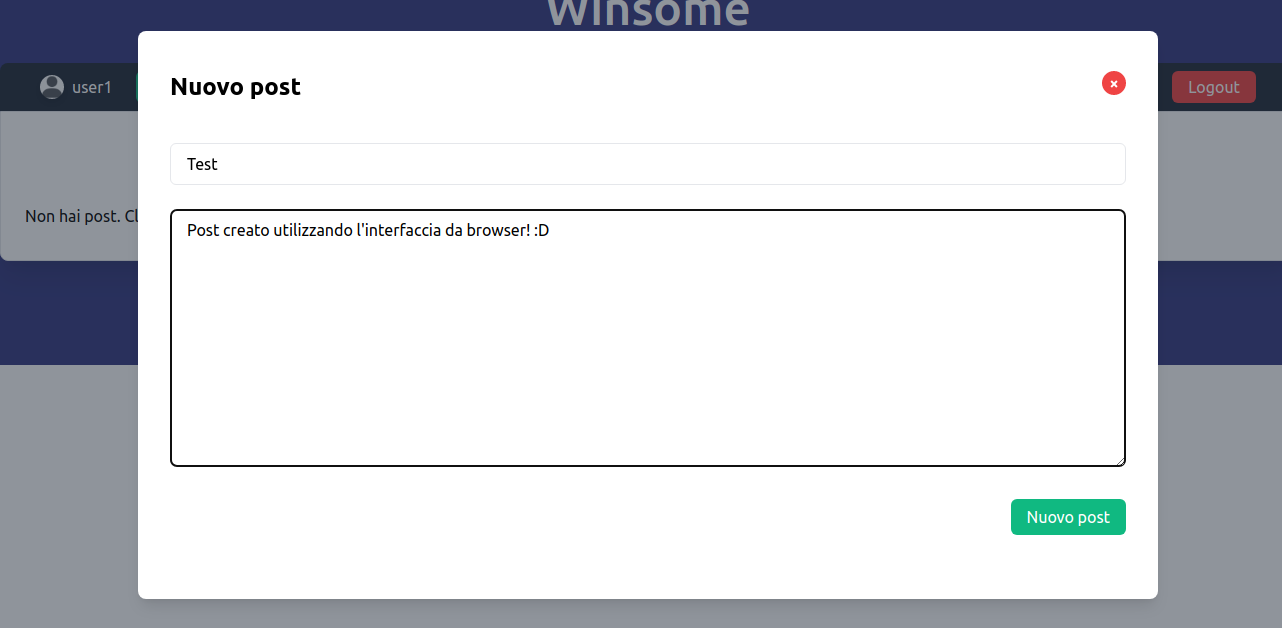 Winsome
user1
Logout
Nuovo post
Test
Non hai post. Cl
Post creato utilizzando l'interfaccia da browser! :D
Nuovo post